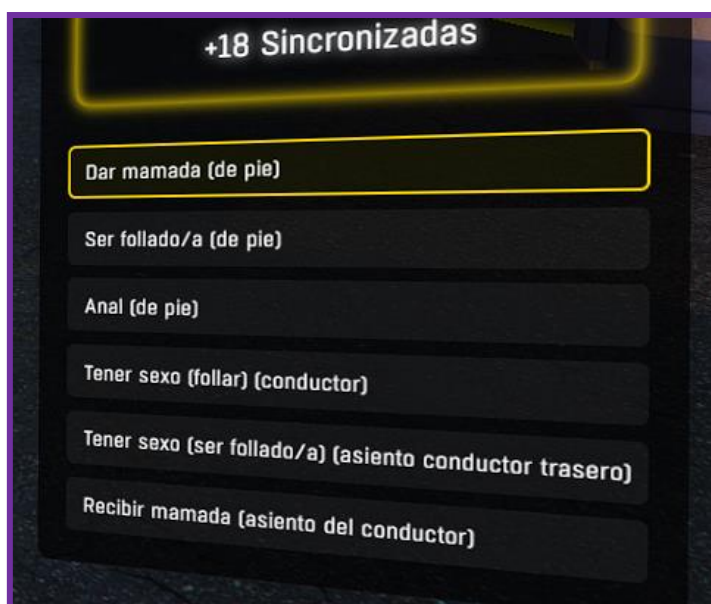 +18 Sincronizadas
Dar mamada (de pie)
Ser follado/a (de pie)
Anal (de pie)
Tener sexo (follar) (conductor)
Tener sexo (ser follado/a) (asiento conductor trasero)
Recibir mamada (asiento del conductor)